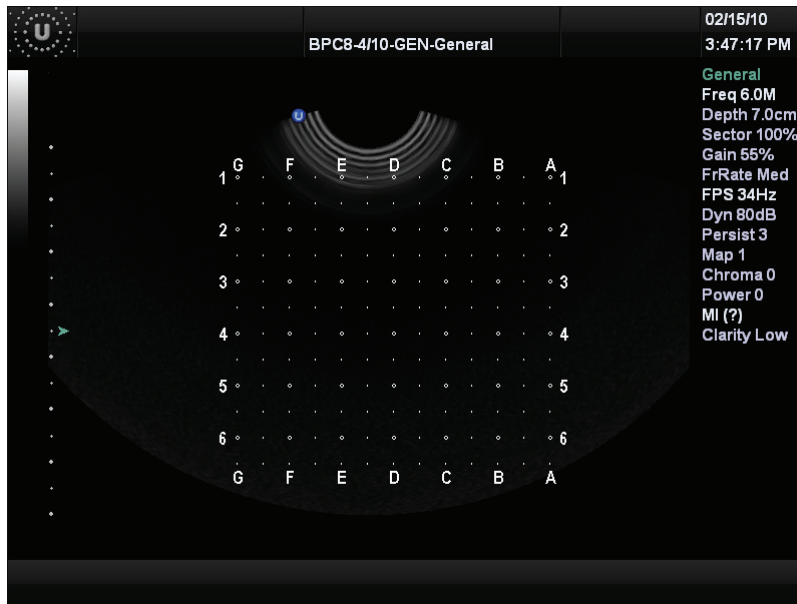 U
02/15/10
BPC8-4/10-GEN-General
3:47:17 PM
General
Freq 6.0M
Depth 7.0cm
Sector 100%
Gain 55%
FrRate Med
FPS 34Hz
Dyn 80dB
Persist 3
Map 1
Chroma 0
Power 0
MI (?)
Clarity Low
U
G F E D C B A
1 1
2 2
3 3
4 4
5 5
6 6
G F E D C B A